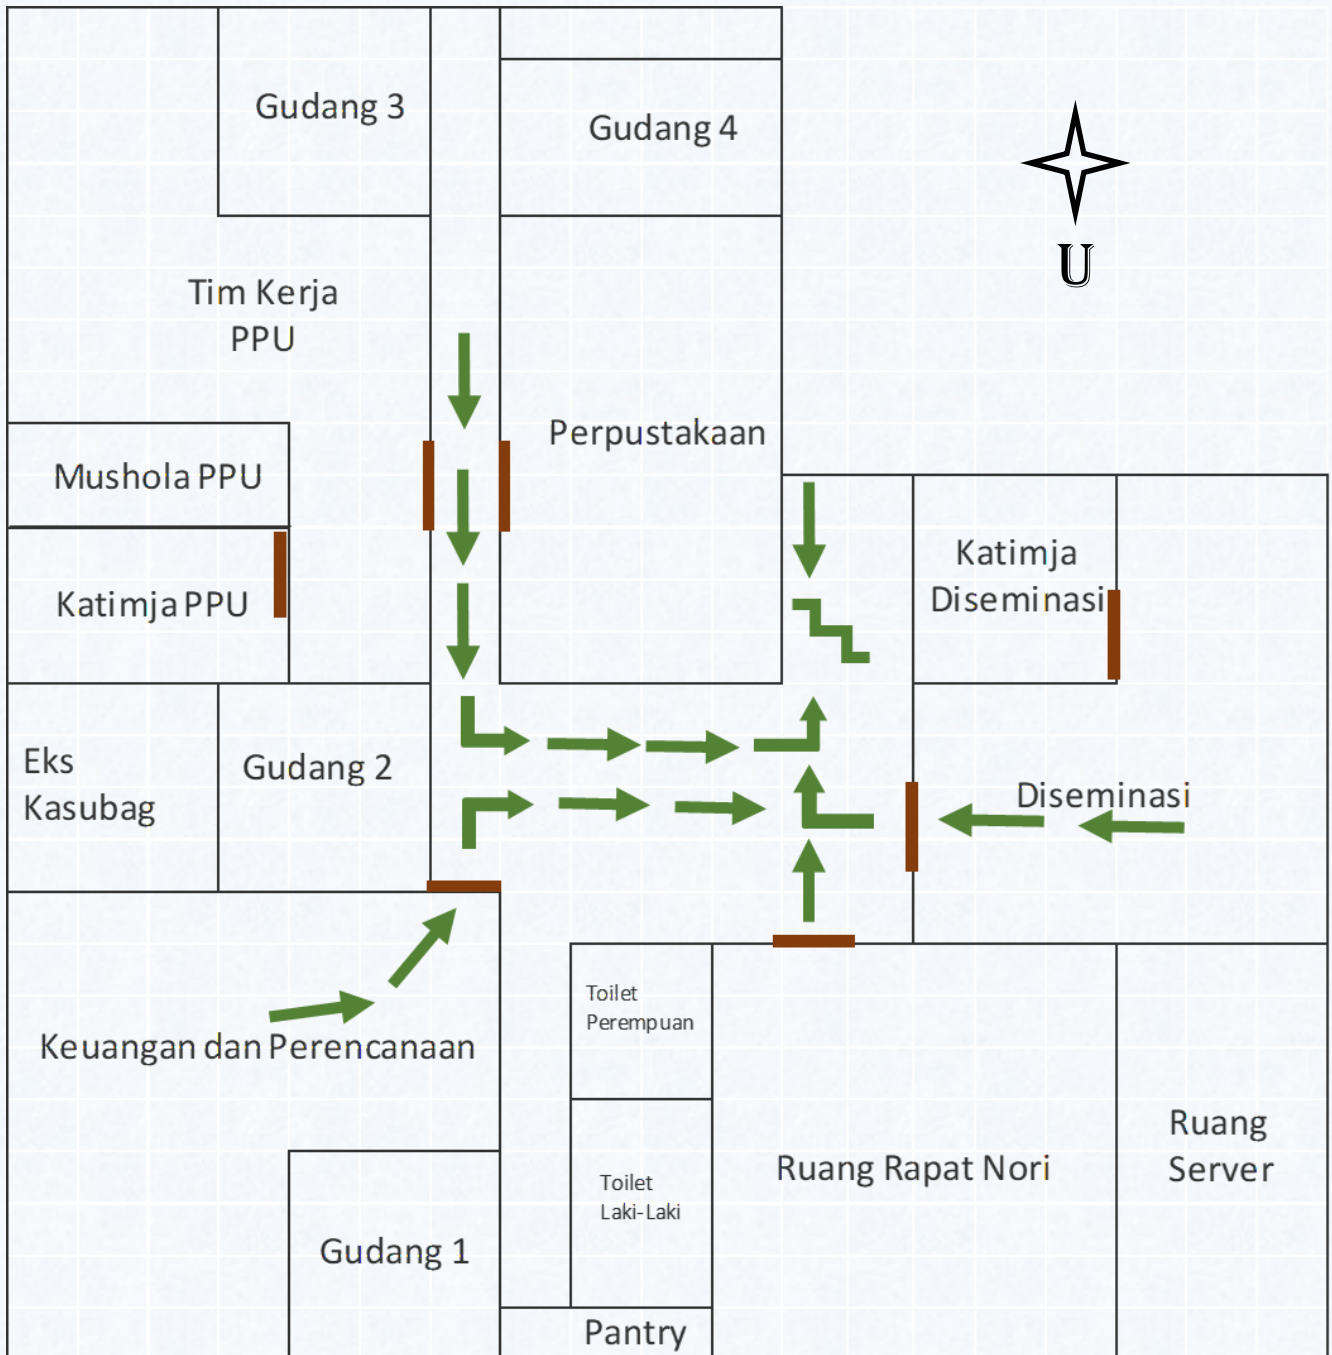 Gudang 3
Gudang 4
U
Tim Kerja
PPU
Perpustakaan
Mushola PPU
Katimja PPU
Katimja
Diseminasi
Eks
Kasubag
Gudang 2
Diseminasi
Toilet
Perempuan
Keuangan dan Perencanaan
Ruang
Server
Ruang Rapat Nori
Toilet
Laki-Laki
Gudang 1
Pantry